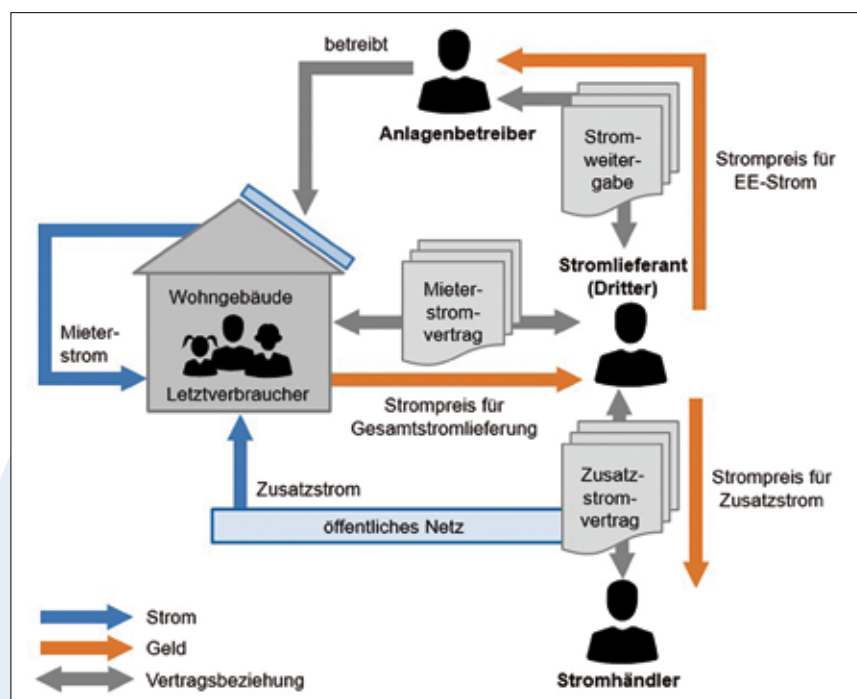 betreibt
Anlagenbetreiber
Strom-
weiter-
gabe
Strompreis für
EE-Strom
Stromlieferant
(Dritter)
Wohngebäude
Mieter-
strom-
vertrag
Mieter-
strom
Letztverbraucher
Strompreis für
Gesamtstromlieferung
Zusatzstrom
öffentliches Netz
Zusatz-
strom-
vertrag
Strompreis für
Zusatzstrom
Strom
Geld
Vertragsbeziehung
Stromhändler